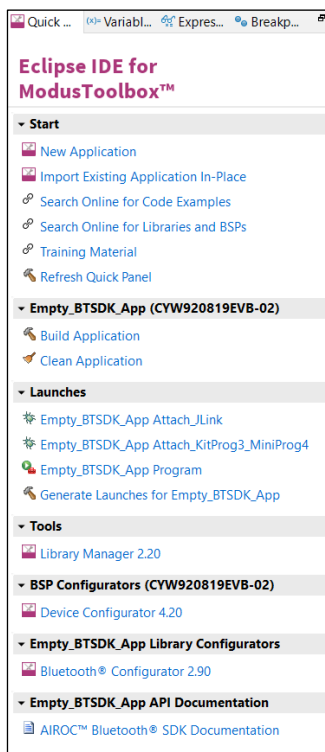 Quick ... (x)= Variabl... Expres... Breakp...
Eclipse IDE for
ModusToolbox™
Start
New Application
Import Existing Application In-Place
Search Online for Code Examples
Search Online for Libraries and BSPs
Training Material
Refresh Quick Panel
Empty_BTSDK_App (CYW920819EVB-02)
Build Application
Clean Application
Launches
Empty_BTSDK_App Attach_JLink
Empty_BTSDK_App Attach_KitProg3_MiniProg4
Empty_BTSDK_App Program
Generate Launches for Empty_BTSDK_App
Tools
Library Manager 2.20
BSP Configurators (CYW920819EVB-02)
Device Configurator 4.20
Empty_BTSDK_App Library Configurators
Bluetooth® Configurator 2.90
Empty_BTSDK_App API Documentation
AIROC™ Bluetooth® SDK Documentation